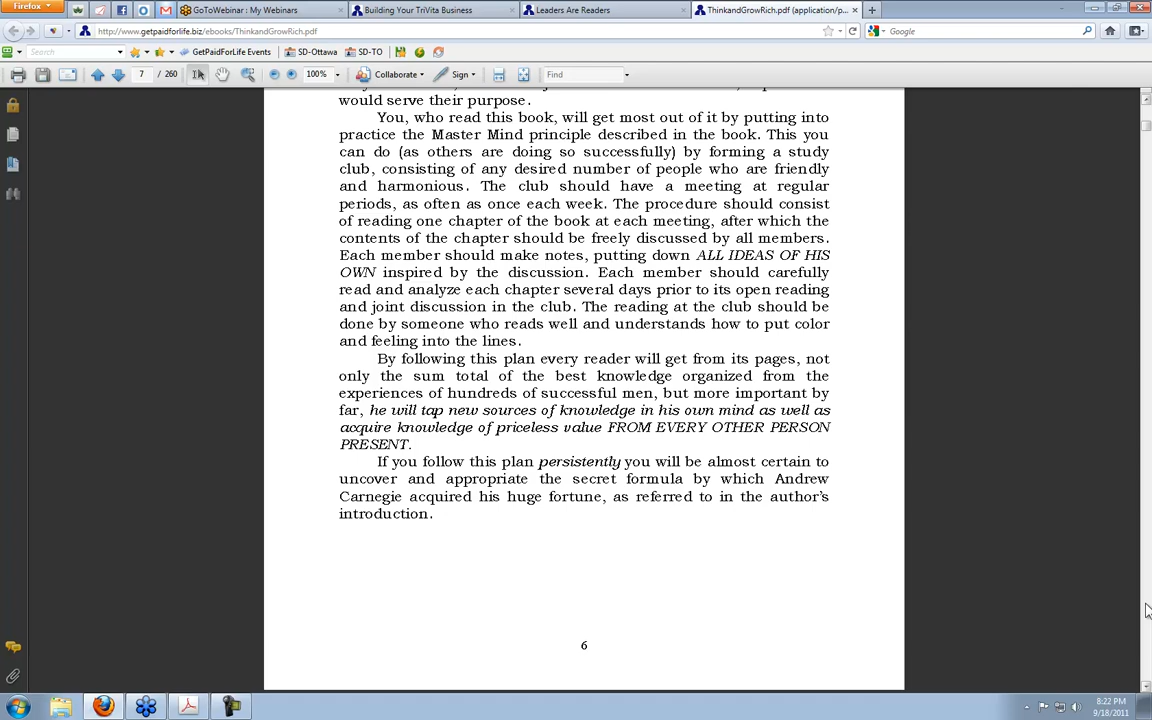 Firefox
GoToWebinar : My Webinars
Building Your TriVita Business
Leaders Are Readers
ThinkandGrowRich.pdf (application/p...
http://www.getpaidforlife.biz/ebooks/ThinkandGrowRich.pdf
Google
Search
GetPaidForLife Events
SD-Ottawa
SD-TO
7 / 260
100%
Collaborate
Sign
Find
would serve their purpose.
You, who read this book, will get most out of it by putting into
practice the Master Mind principle described in the book. This you
can do (as others are doing so successfully) by forming a study
club, consisting of any desired number of people who are friendly
and harmonious. The club should have a meeting at regular
periods, as often as once each week. The procedure should consist
of reading one chapter of the book at each meeting, after which the
contents of the chapter should be freely discussed by all members.
Each member should make notes, putting down ALL IDEAS OF HIS
OWN inspired by the discussion. Each member should carefully
read and analyze each chapter several days prior to its open reading
and joint discussion in the club. The reading at the club should be
done by someone who reads well and understands how to put color
and feeling into the lines.
By following this plan every reader will get from its pages, not
only the sum total of the best knowledge organized from the
experiences of hundreds of successful men, but more important by
far, he will tap new sources of knowledge in his own mind as well as
acquire knowledge of priceless value FROM EVERY OTHER PERSON
PRESENT.
If you follow this plan persistently you will be almost certain to
uncover and appropriate the secret formula by which Andrew
Carnegie acquired his huge fortune, as referred to in the author's
introduction.
6
8:22 PM
9/18/2011